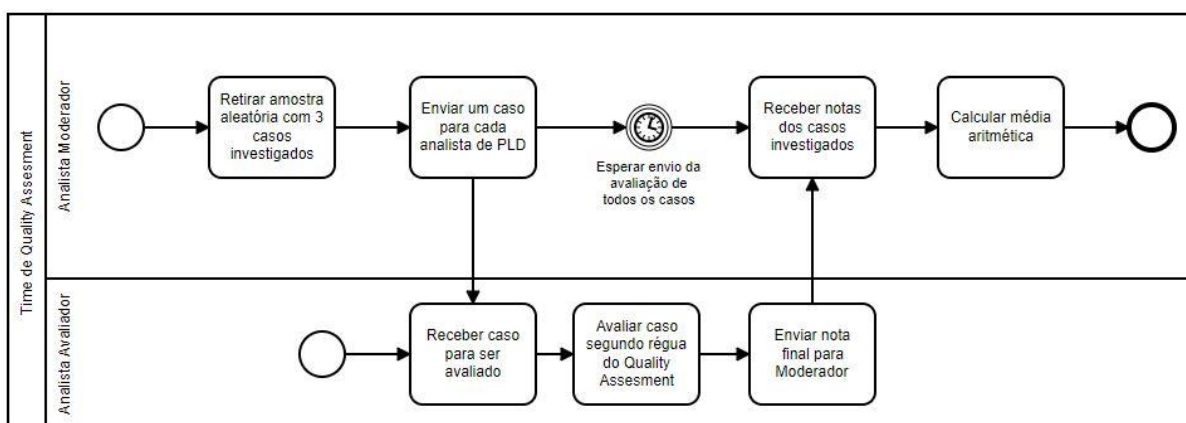 Time de Quality Assesment
Analista Moderador
Retirar amostra
aleatória com 3
casos
investigados
Enviar um caso
para cada
analista de PLD
Esperar envio da
avaliação de
todos os casos
Receber notas
dos casos
investigados
Calcular média
aritmética
Analista Avaliador
Receber caso
para ser
avaliado
Avaliar caso
segundo régua
do Quality
Assesment
Enviar nota
final para
Moderador